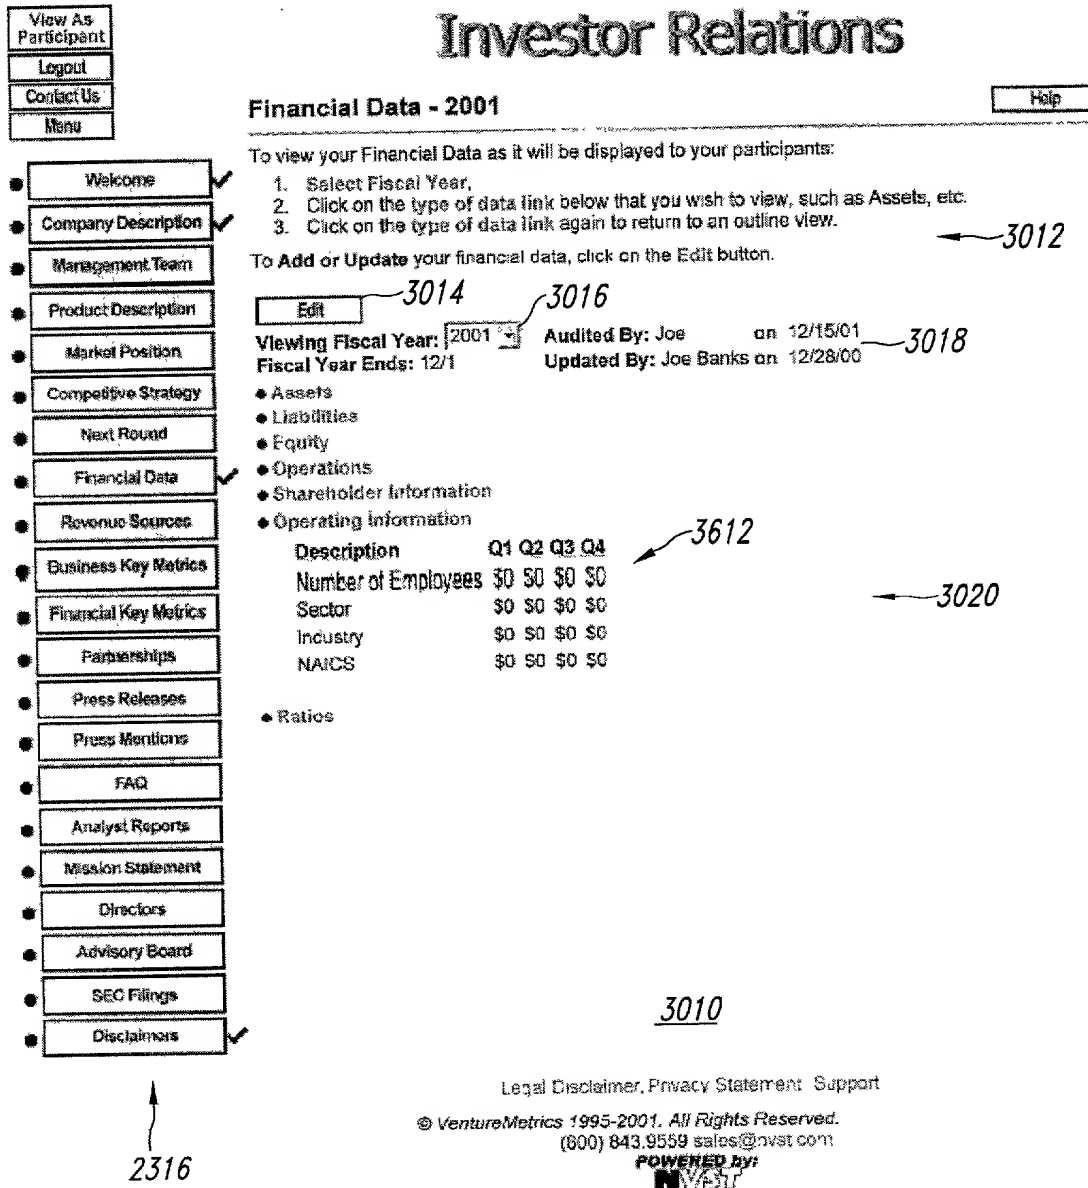 View As
Participant
Logout
Contact Us
Menu
Investor Relations
Financial Data - 2001
Help
To view your Financial Data as it will be displayed to your participants:
1. Select Fiscal Year,
2. Click on the type of data link below that you wish to view, such as Assets, etc.
3. Click on the type of data link again to return to an outline view.
3012
To Add or Update your financial data, click on the Edit button.
Edit
3014
3016
Viewing Fiscal Year: 2001
Audited By: Joe on 12/15/01
3018
Fiscal Year Ends: 12/1
Updated By: Joe Banks on 12/28/00
Assets
Liabilities
Equity
Operations
Shareholder Information
Operating Information
3612
Description Q1 Q2 Q3 Q4
Number of Employees $0 $0 $0 $0
Sector $0 $0 $0 $0
Industry $0 $0 $0 $0
NAICS $0 $0 $0 $0
3020
Ratios
Welcome
Company Description
Management Team
Product Description
Market Position
Competitive Strategy
Next Round
Financial Data
Revenue Sources
Business Key Metrics
Financial Key Metrics
Partnerships
Press Releases
Press Mentions
FAQ
Analyst Reports
Mission Statement
Directors
Advisory Board
SEC Filings
Disclaimers
2316
3010
Legal Disclaimer, Privacy Statement Support
© VentureMetrics 1995-2001. All Rights Reserved.
(800) 843.9559 sales@nvst.com
POWERED by:
NVST